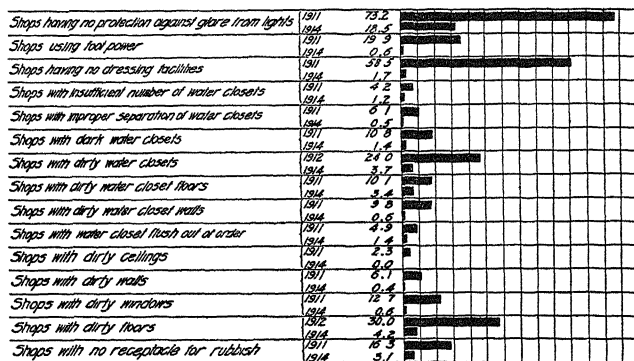 Shops having no protection against glare from lights 1911 73.2
1914 18.5
Shops using foot power 1911 19.9
1914 0.6
Shops having no dressing facilities 1911 58.5
1914 1.7
Shops with insufficient number of water closets 1911 4.2
1914 1.2
Shops with improper separation of water closets 1911 6.1
1914 0.5
Shops with dark water closets 1911 10.8
1914 1.4
Shops with dirty water closets 1912 24.0
1914 3.7
Shops with dirty water closet floors 1911 10.1
1914 3.4
Shops with dirty water closet walls 1911 9.8
1914 0.6
Shops with water closet flush out of order 1911 4.9
1914 1.4
Shops with dirty ceilings 1911 2.3
1914 0.0
Shops with dirty walls 1911 6.1
1914 0.4
Shops with dirty windows 1911 12.7
1914 0.6
Shops with dirty floors 1912 30.0
1914 4.2
Shops with no receptacle for rubbish 1911 16.3
1914 3.1